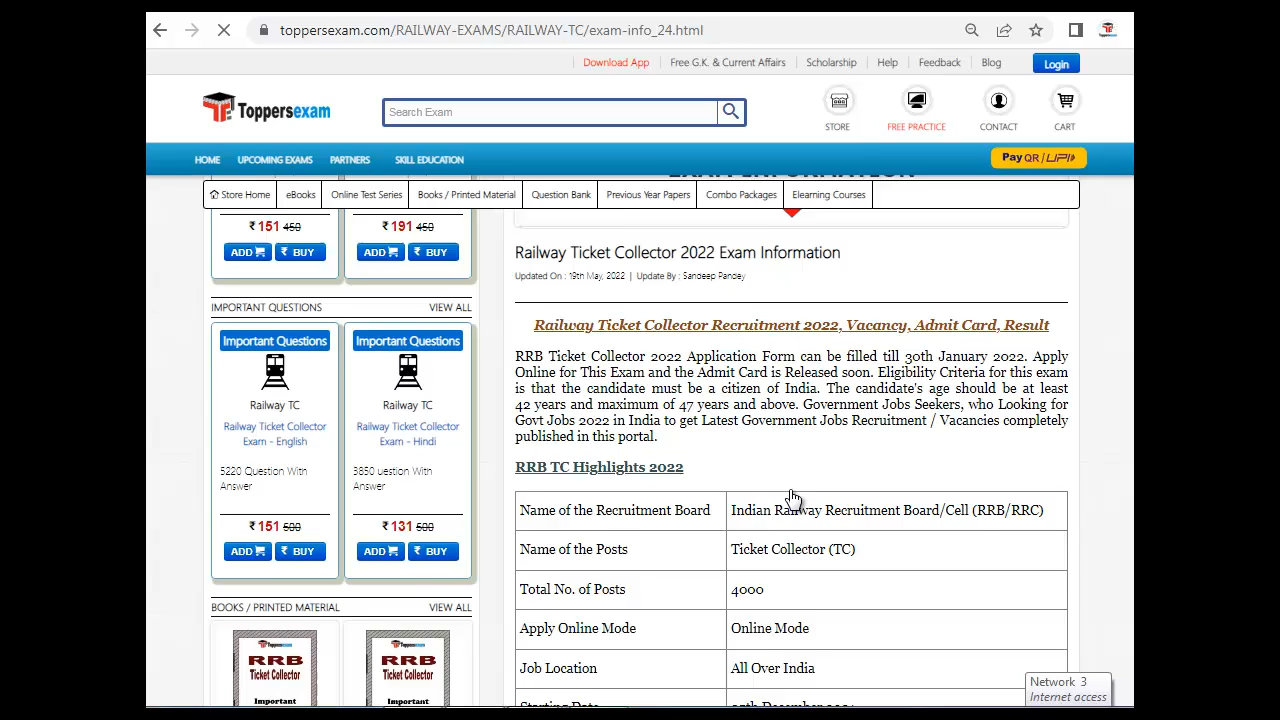 toppersexam.com/RAILWAY-EXAMS/RAILWAY-TC/exam-info_24.html
Download App
Free G.K. & Current Affairs
Scholarship
Help
Feedback
Blog
Login
Toppersexam
Search Exam
STORE
FREE PRACTICE
CONTACT
CART
HOME
UPCOMING EXAMS
PARTNERS
SKILL EDUCATION
Pay QR / UPI
Store Home
eBooks
Online Test Series
Books / Printed Material
Question Bank
Previous Year Papers
Combo Packages
Elearning Courses
EXAM INFORMATION
₹ 151 450
₹ 191 450
ADD
₹ BUY
ADD
₹ BUY
IMPORTANT QUESTIONS
VIEW ALL
Important Questions
Important Questions
Railway TC
Railway TC
Railway Ticket Collector
Exam - English
Railway Ticket Collector
Exam - Hindi
5220 Question With
Answer
3850 uestion With
Answer
₹ 151 500
₹ 131 500
ADD
₹ BUY
ADD
₹ BUY
BOOKS / PRINTED MATERIAL
VIEW ALL
Toppersexam
RRB
Ticket Collector
Important
Toppersexam
RRB
Ticket Collector
Important
Railway Ticket Collector 2022 Exam Information
Updated On : 19th May, 2022 | Update By : Sandeep Pandey
Railway Ticket Collector Recruitment 2022, Vacancy, Admit Card, Result
RRB Ticket Collector 2022 Application Form can be filled till 30th January 2022. Apply
Online for This Exam and the Admit Card is Released soon. Eligibility Criteria for this exam
is that the candidate must be a citizen of India. The candidate's age should be at least
42 years and maximum of 47 years and above. Government Jobs Seekers, who Looking for
Govt Jobs 2022 in India to get Latest Government Jobs Recruitment / Vacancies completely
published in this portal.
RRB TC Highlights 2022
Name of the Recruitment Board
Indian Railway Recruitment Board/Cell (RRB/RRC)
Name of the Posts
Ticket Collector (TC)
Total No. of Posts
4000
Apply Online Mode
Online Mode
Job Location
All Over India
Starting Date
Network 3
Internet access